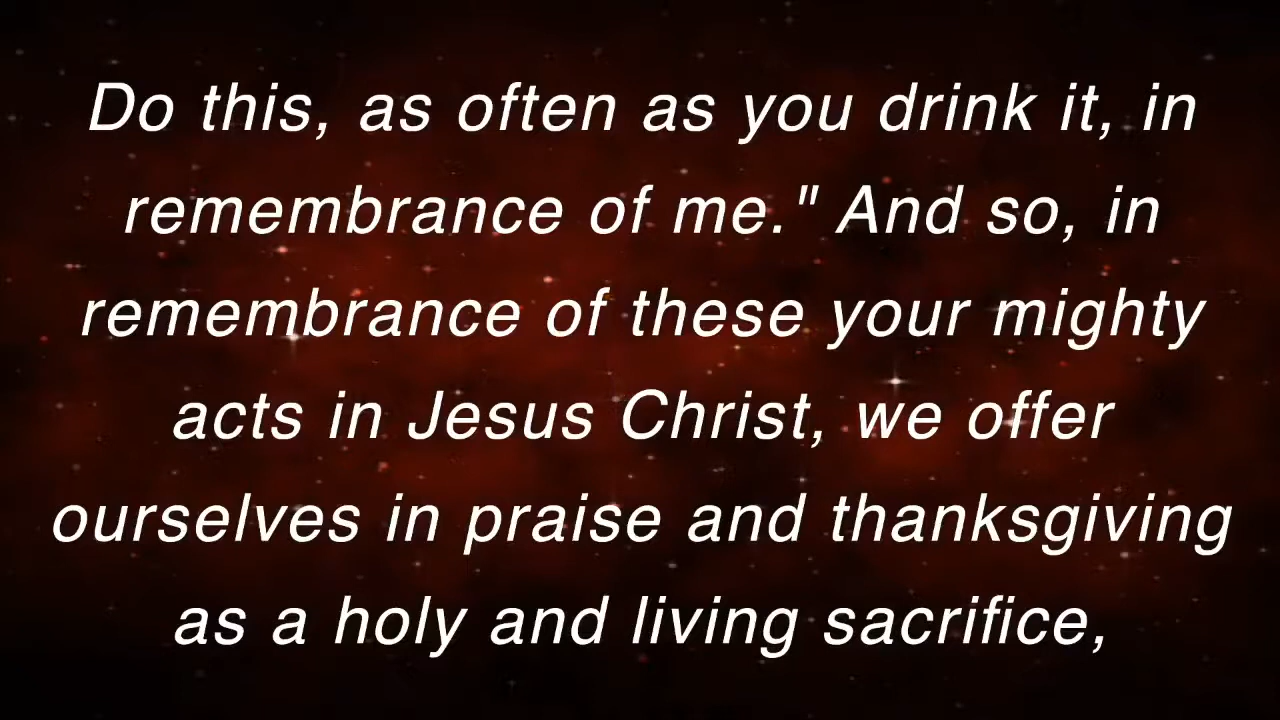 Do this, as often as you drink it, in
remembrance of me." And so, in
remembrance of these your mighty
acts in Jesus Christ, we offer
ourselves in praise and thanksgiving
as a holy and living sacrifice,